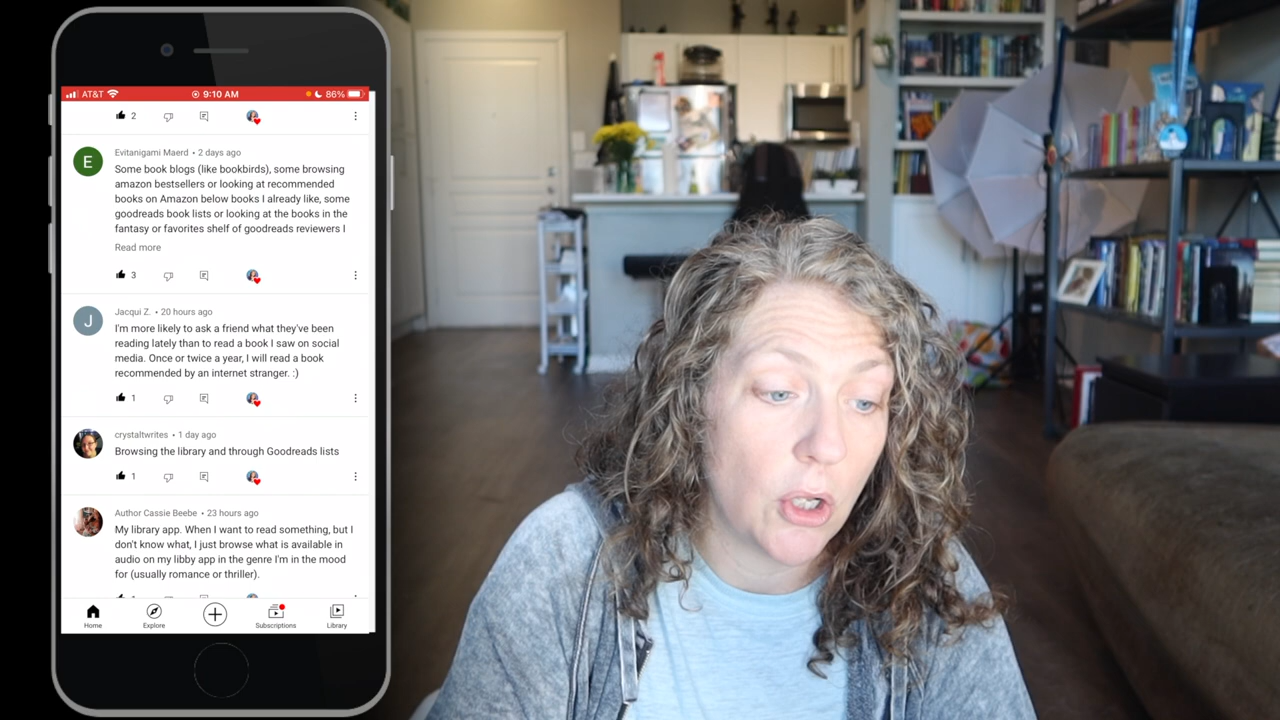 AT&T 9:10 AM 86%
2
E
Evitanigami Maerd • 2 days ago
Some book blogs (like bookbirds), some browsing
amazon bestsellers or looking at recommended
books on Amazon below books I already like, some
goodreads book lists or looking at the books in the
fantasy or favorites shelf of goodreads reviewers I
Read more
3
J
Jacqui Z. • 20 hours ago
I'm more likely to ask a friend what they've been
reading lately than to read a book I saw on social
media. Once or twice a year, I will read a book
recommended by an internet stranger. :)
1
crystaltwrites • 1 day ago
Browsing the library and through Goodreads lists
1
Author Cassie Beebe • 23 hours ago
My library app. When I want to read something, but I
don't know what, I just browse what is available in
audio on my libby app in the genre I'm in the mood
for (usually romance or thriller).
Home Explore Subscriptions Library